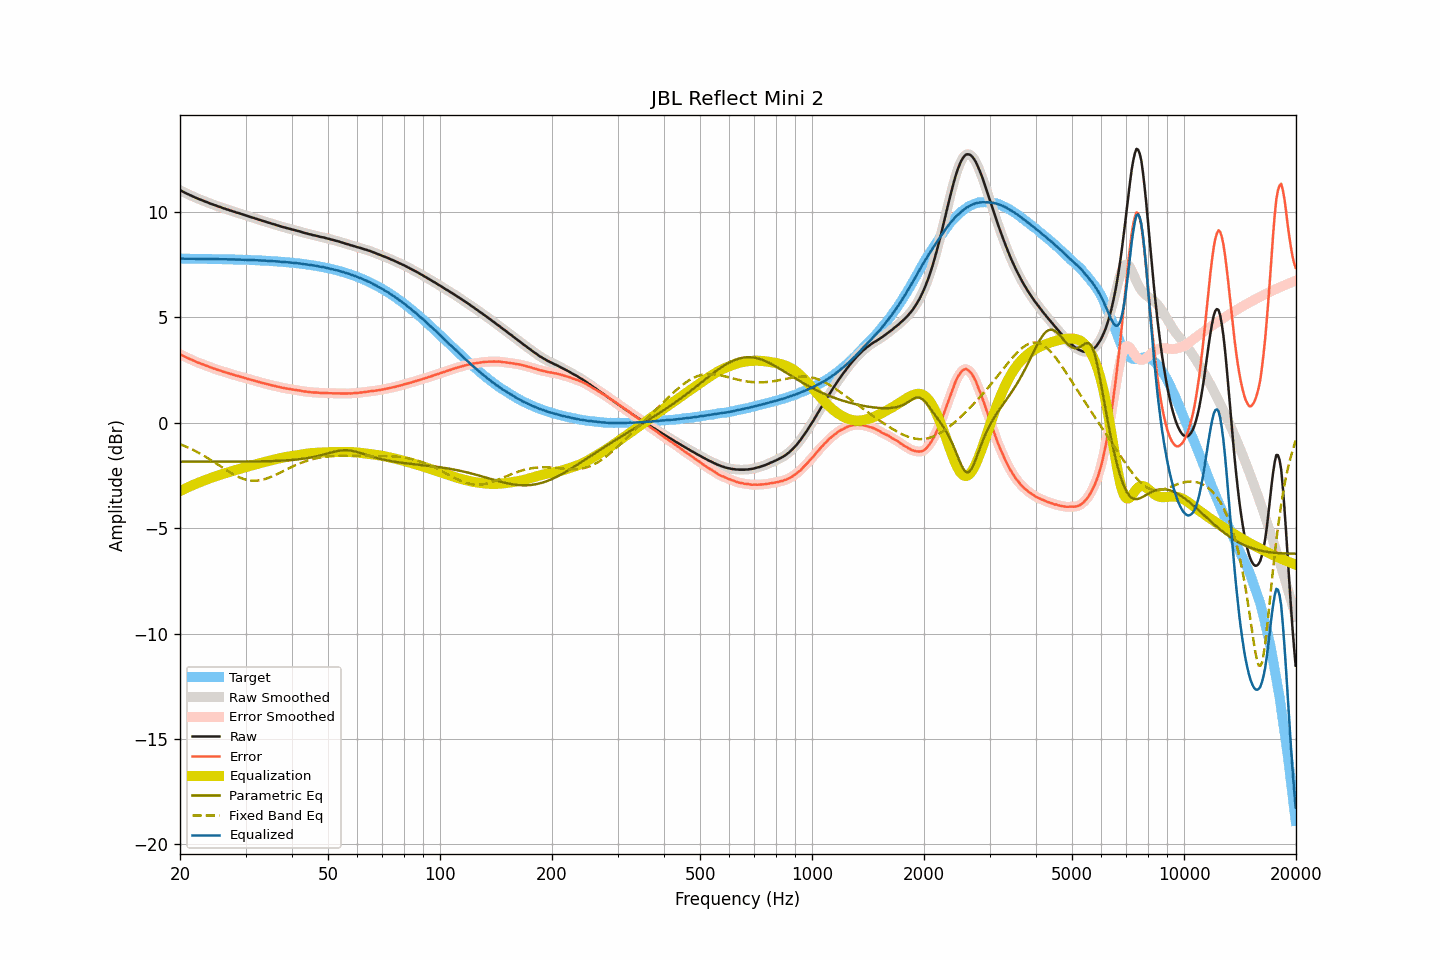 JBL Reflect Mini 2
Amplitude (dBr)
10
5
0
−5
−10
−15
−20
Target
Raw Smoothed
Error Smoothed
Raw
Error
Equalization
Parametric Eq
Fixed Band Eq
Equalized
20 50 100 200 500 1000 2000 5000 10000 20000
Frequency (Hz)